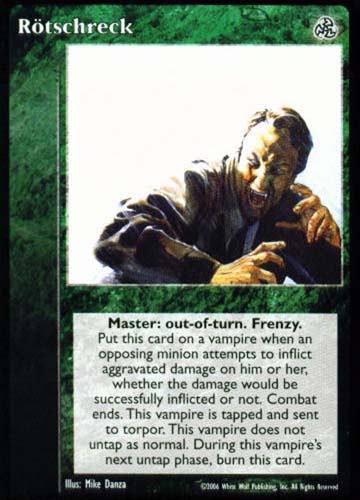 Rötschreck
Master: out-of-turn. Frenzy.
Put this card on a vampire when an
opposing minion attempts to inflict
aggravated damage on him or her,
whether the damage would be
successfully inflicted or not. Combat
ends. This vampire is tapped and sent
to torpor. This vampire does not
untap as normal. During this vampire's
next untap phase, burn this card.
Illus: Mike Danza
©2006 White Wolf Publishing, Inc. All Rights Reserved